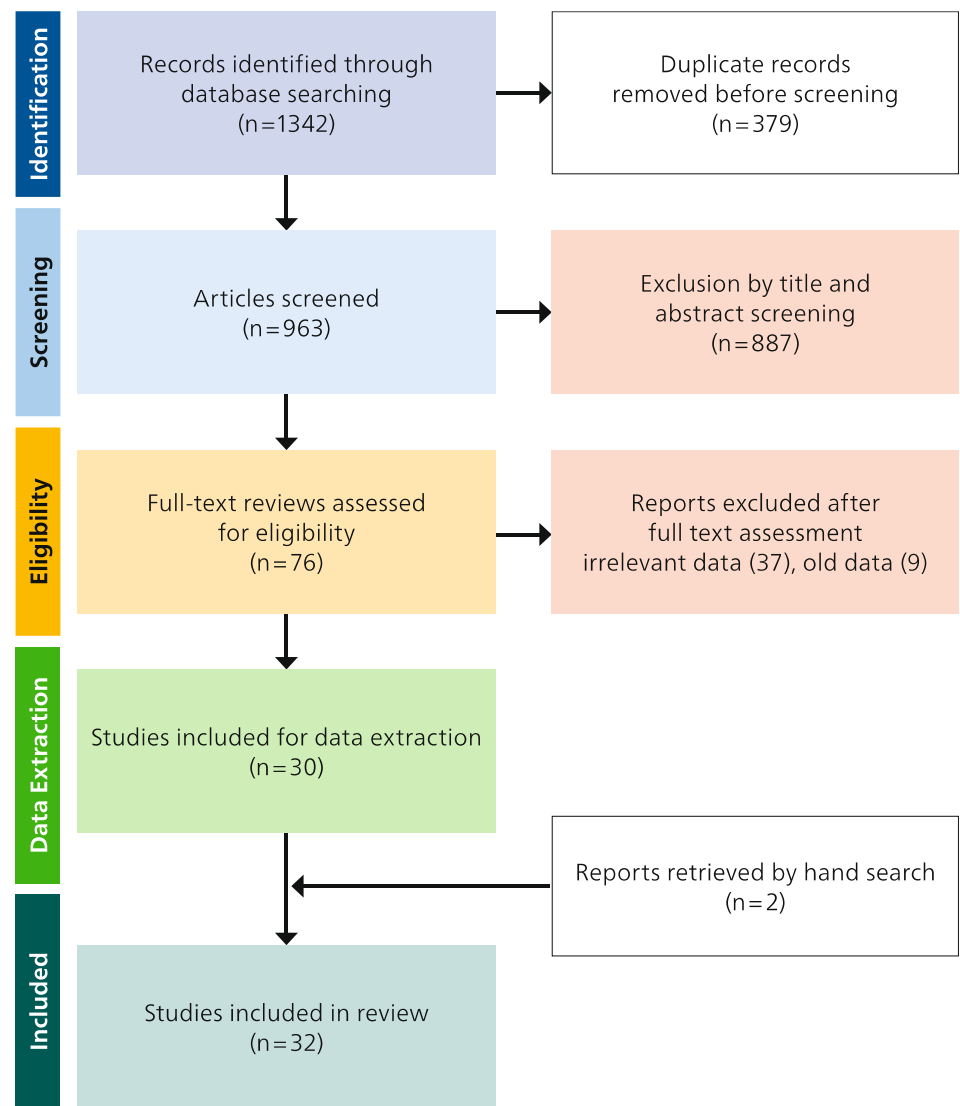 Identification
Records identified through
database searching
(n=1342)
Duplicate records
removed before screening
(n=379)
Screening
Articles screened
(n=963)
Exclusion by title and
abstract screening
(n=887)
Eligibility
Full-text reviews assessed
for eligibility
(n=76)
Reports excluded after
full text assessment
irrelevant data (37), old data (9)
Data Extraction
Studies included for data extraction
(n=30)
Reports retrieved by hand search
(n=2)
Included
Studies included in review
(n=32)